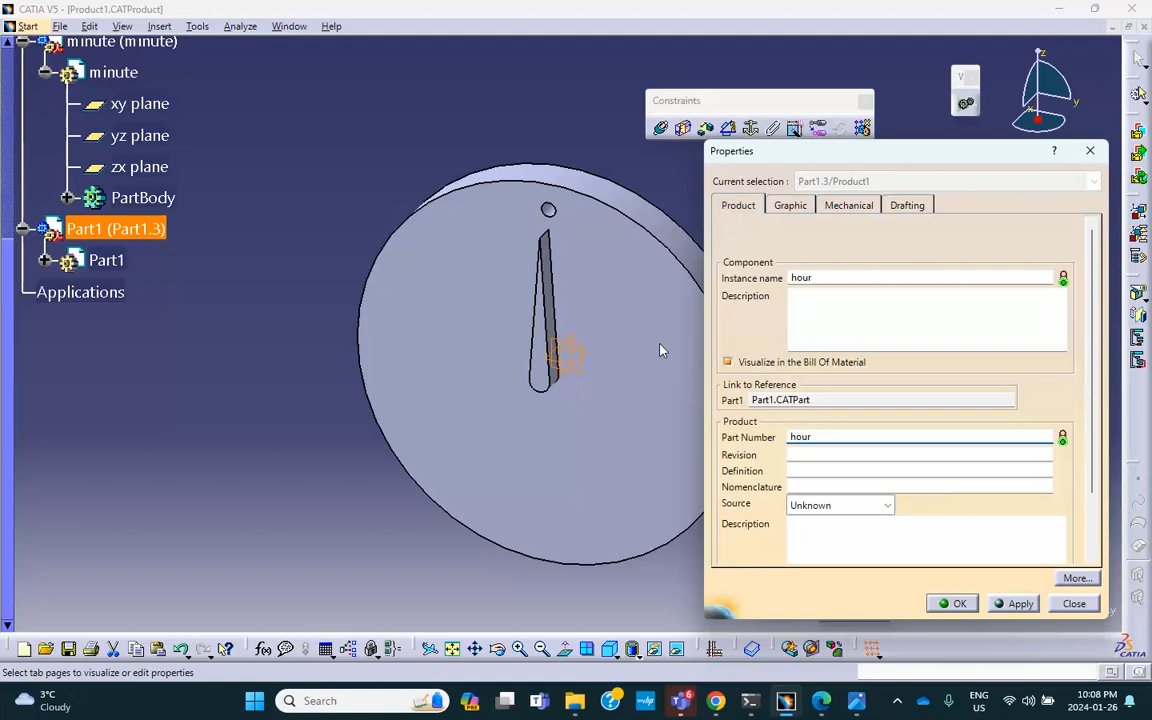 CATIA V5 - [Product1.CATProduct]
Start File Edit View Insert Tools Analyze Window Help
minute (minute)
minute
xy plane
yz plane
zx plane
PartBody
Part1 (Part1.3)
Part1
Applications
Constraints
V
z
y
x
Properties
?
Current selection : Part1.3/Product1
Product Graphic Mechanical Drafting
Component
Instance name hour
Description
Visualize in the Bill Of Material
Link to Reference
Part1 Part1.CATPart
Product
Part Number hour
Revision
Definition
Nomenclature
Source Unknown
Description
More...
OK Apply Close
Select tab pages to visualize or edit properties
CATIA
3°C
Cloudy
Search
6
ENG
US
10:08 PM
2024-01-26